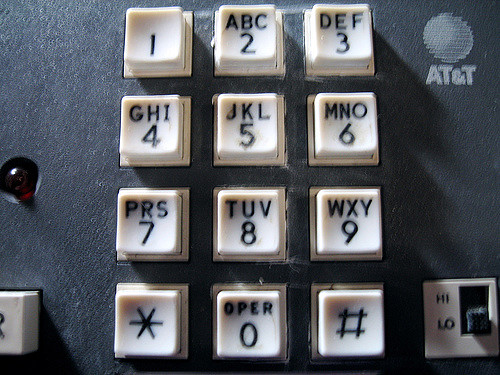 1
ABC
2
DEF
3
AT&T
GHI
4
JKL
5
MNO
6
PRS
7
TUV
8
WXY
9
*
OPER
0
#
HI
LO
R